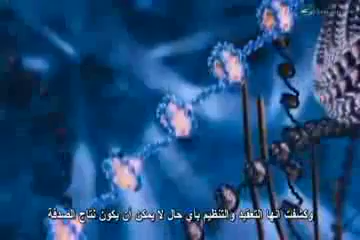 وكشفت أنها التعقيد والتنظيم بأي حال لا يمكن أن يكون نتاج الصدفة